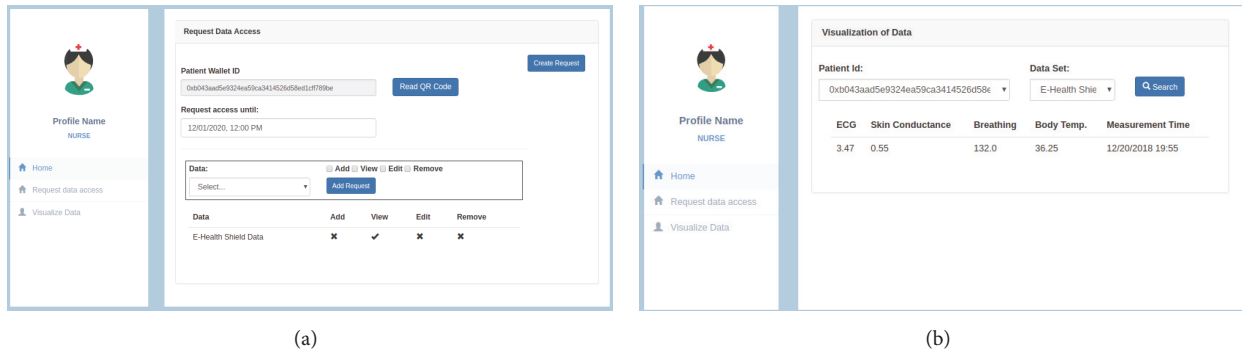 Request Data Access
Create Request
Patient Wallet ID
0xb043aad5e9324ea59ca3414526d58ed1cff789be
Read QR Code
Request access until:
12/01/2020, 12:00 PM
Profile Name
NURSE
Home
Request data access
Visualize Data
Data: Add View Edit Remove
Select... Add Request
Data Add View Edit Remove
E-Health Shield Data
(a)
Visualization of Data
Patient Id: Data Set:
0xb043aad5e9324ea59ca3414526d58e E-Health Shie Search
ECG Skin Conductance Breathing Body Temp. Measurement Time
3.47 0.55 132.0 36.25 12/20/2018 19:55
Profile Name
NURSE
Home
Request data access
Visualize Data
(b)